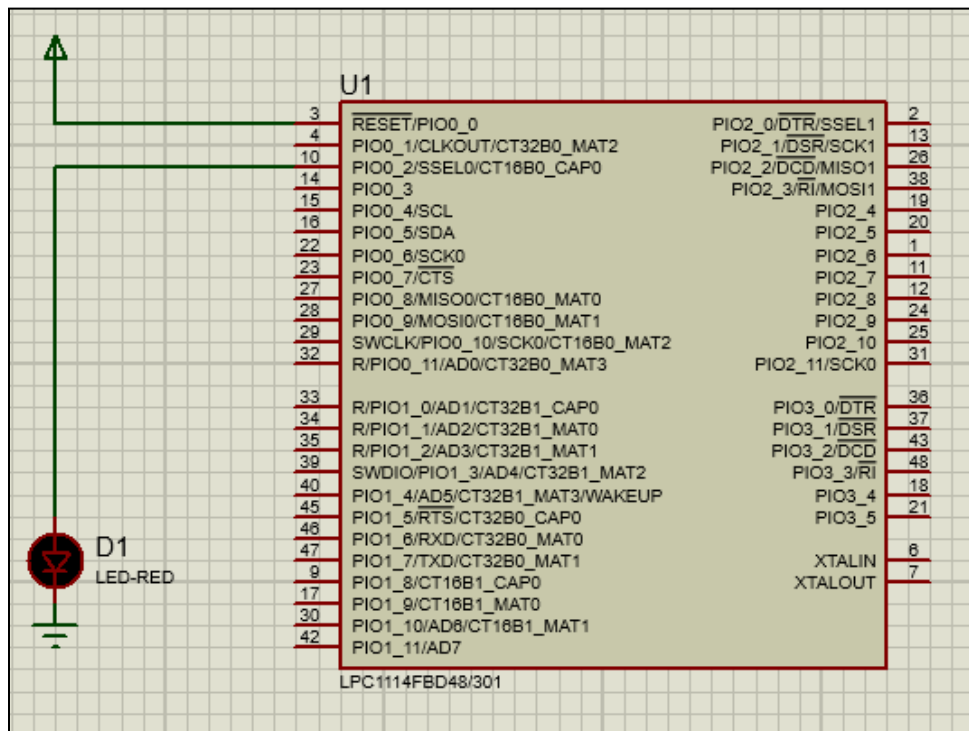 U1
3 RESET/PIO0_0
4 PIO0_1/CLKOUT/CT32B0_MAT2
10 PIO0_2/SSEL0/CT16B0_CAP0
14 PIO0_3
15 PIO0_4/SCL
16 PIO0_5/SDA
22 PIO0_6/SCK0
23 PIO0_7/CTS
27 PIO0_8/MISO0/CT16B0_MAT0
28 PIO0_9/MOSI0/CT16B0_MAT1
29 SWCLK/PIO0_10/SCK0/CT16B0_MAT2
32 R/PIO0_11/AD0/CT32B0_MAT3
33 R/PIO1_0/AD1/CT32B1_CAP0
34 R/PIO1_1/AD2/CT32B1_MAT0
35 R/PIO1_2/AD3/CT32B1_MAT1
39 SWDIO/PIO1_3/AD4/CT32B1_MAT2
40 PIO1_4/AD5/CT32B1_MAT3/WAKEUP
45 PIO1_5/RTS/CT32B0_CAP0
46 PIO1_6/RXD/CT32B0_MAT0
47 PIO1_7/TXD/CT32B0_MAT1
9 PIO1_8/CT16B1_CAP0
17 PIO1_9/CT16B1_MAT0
30 PIO1_10/AD6/CT16B1_MAT1
42 PIO1_11/AD7
PIO2_0/DTR/SSEL1 2
PIO2_1/DSR/SCK1 13
PIO2_2/DCD/MISO1 26
PIO2_3/RI/MOSI1 38
PIO2_4 19
PIO2_5 20
PIO2_6 1
PIO2_7 11
PIO2_8 12
PIO2_9 24
PIO2_10 25
PIO2_11/SCK0 31
PIO3_0/DTR 36
PIO3_1/DSR 37
PIO3_2/DCD 43
PIO3_3/RI 48
PIO3_4 18
PIO3_5 21
XTALIN 6
XTALOUT 7
LPC1114FBD48/301
D1
LED-RED